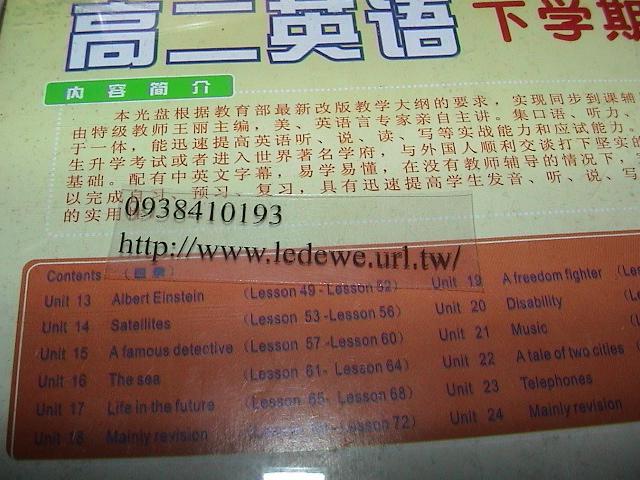 高二英语 下学期
内容简介
本光盘根据教育部最新改版教学大纲的要求，实现同步到课辅
由特级教师王丽主编，美、英语言专家亲自主讲。集口语、听力、
于一体，能迅速提高英语听、说、读、写等实战能力和应试能力。
生升学考试或者进入世界著名学府，与外国人顺利交谈打下坚实的
基础。配有中英文字幕，易学易懂，在没有教师辅导的情况下，
以完成自习、预习、复习，具有迅速提高学生发音、听、说、写
的实用
0938410193
http://www.ledewe.url.tw/
Contents （目录）
Unit 13 Albert Einstein （Lesson 49 - Lesson 52）
Unit 14 Satellites （Lesson 53 - Lesson 56）
Unit 15 A famous detective （Lesson 57 - Lesson 60）
Unit 16 The sea （Lesson 61- Lesson 64）
Unit 17 Life in the future （Lesson 65- Lesson 68）
Unit 18 Mainly revision （Lesson 69 - Lesson 72）
Unit 19 A freedom fighter （Le
Unit 20 Disability
Unit 21 Music
Unit 22 A tale of two cities
Unit 23 Telephones
Unit 24 Mainly revision